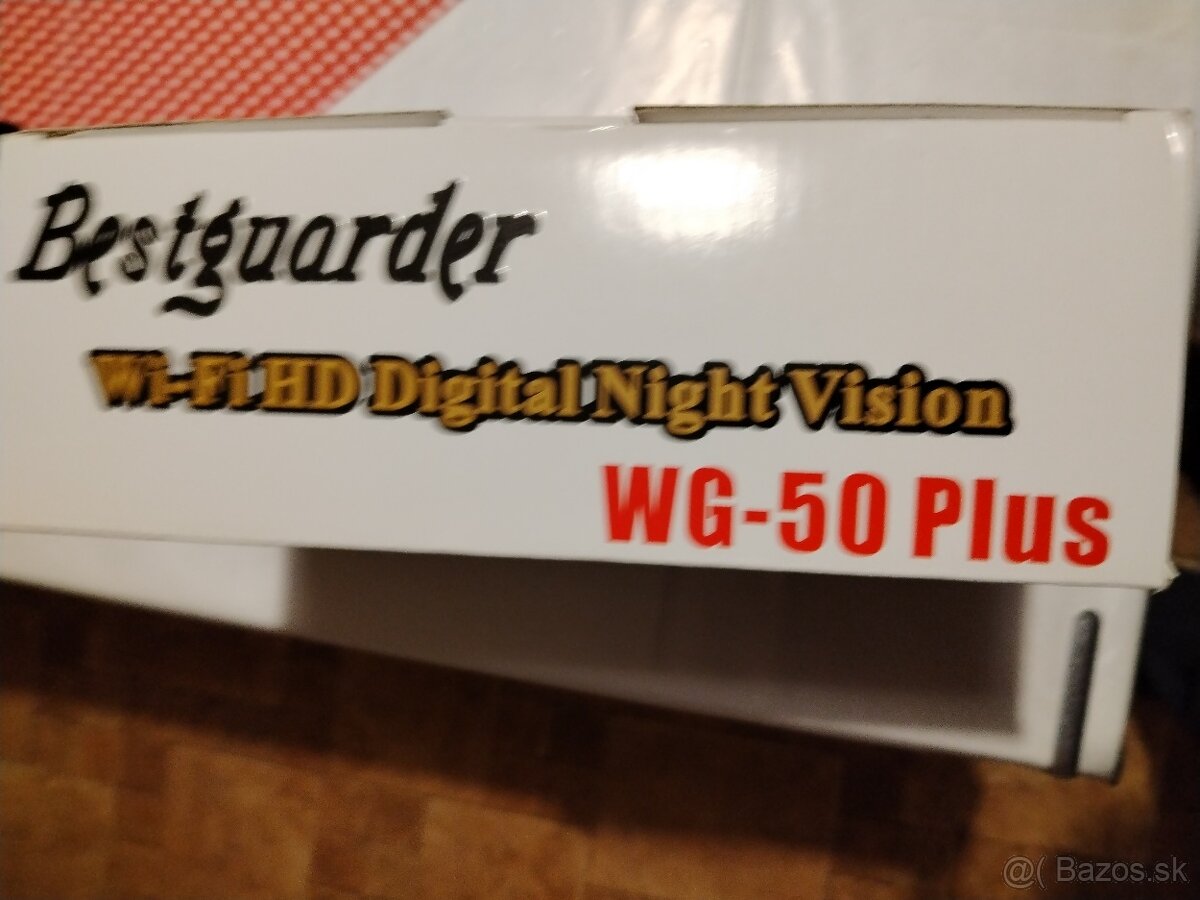 Bestguarder
Wi-Fi HD Digital Night Vision
WG-50 Plus
@( Bazos.sk